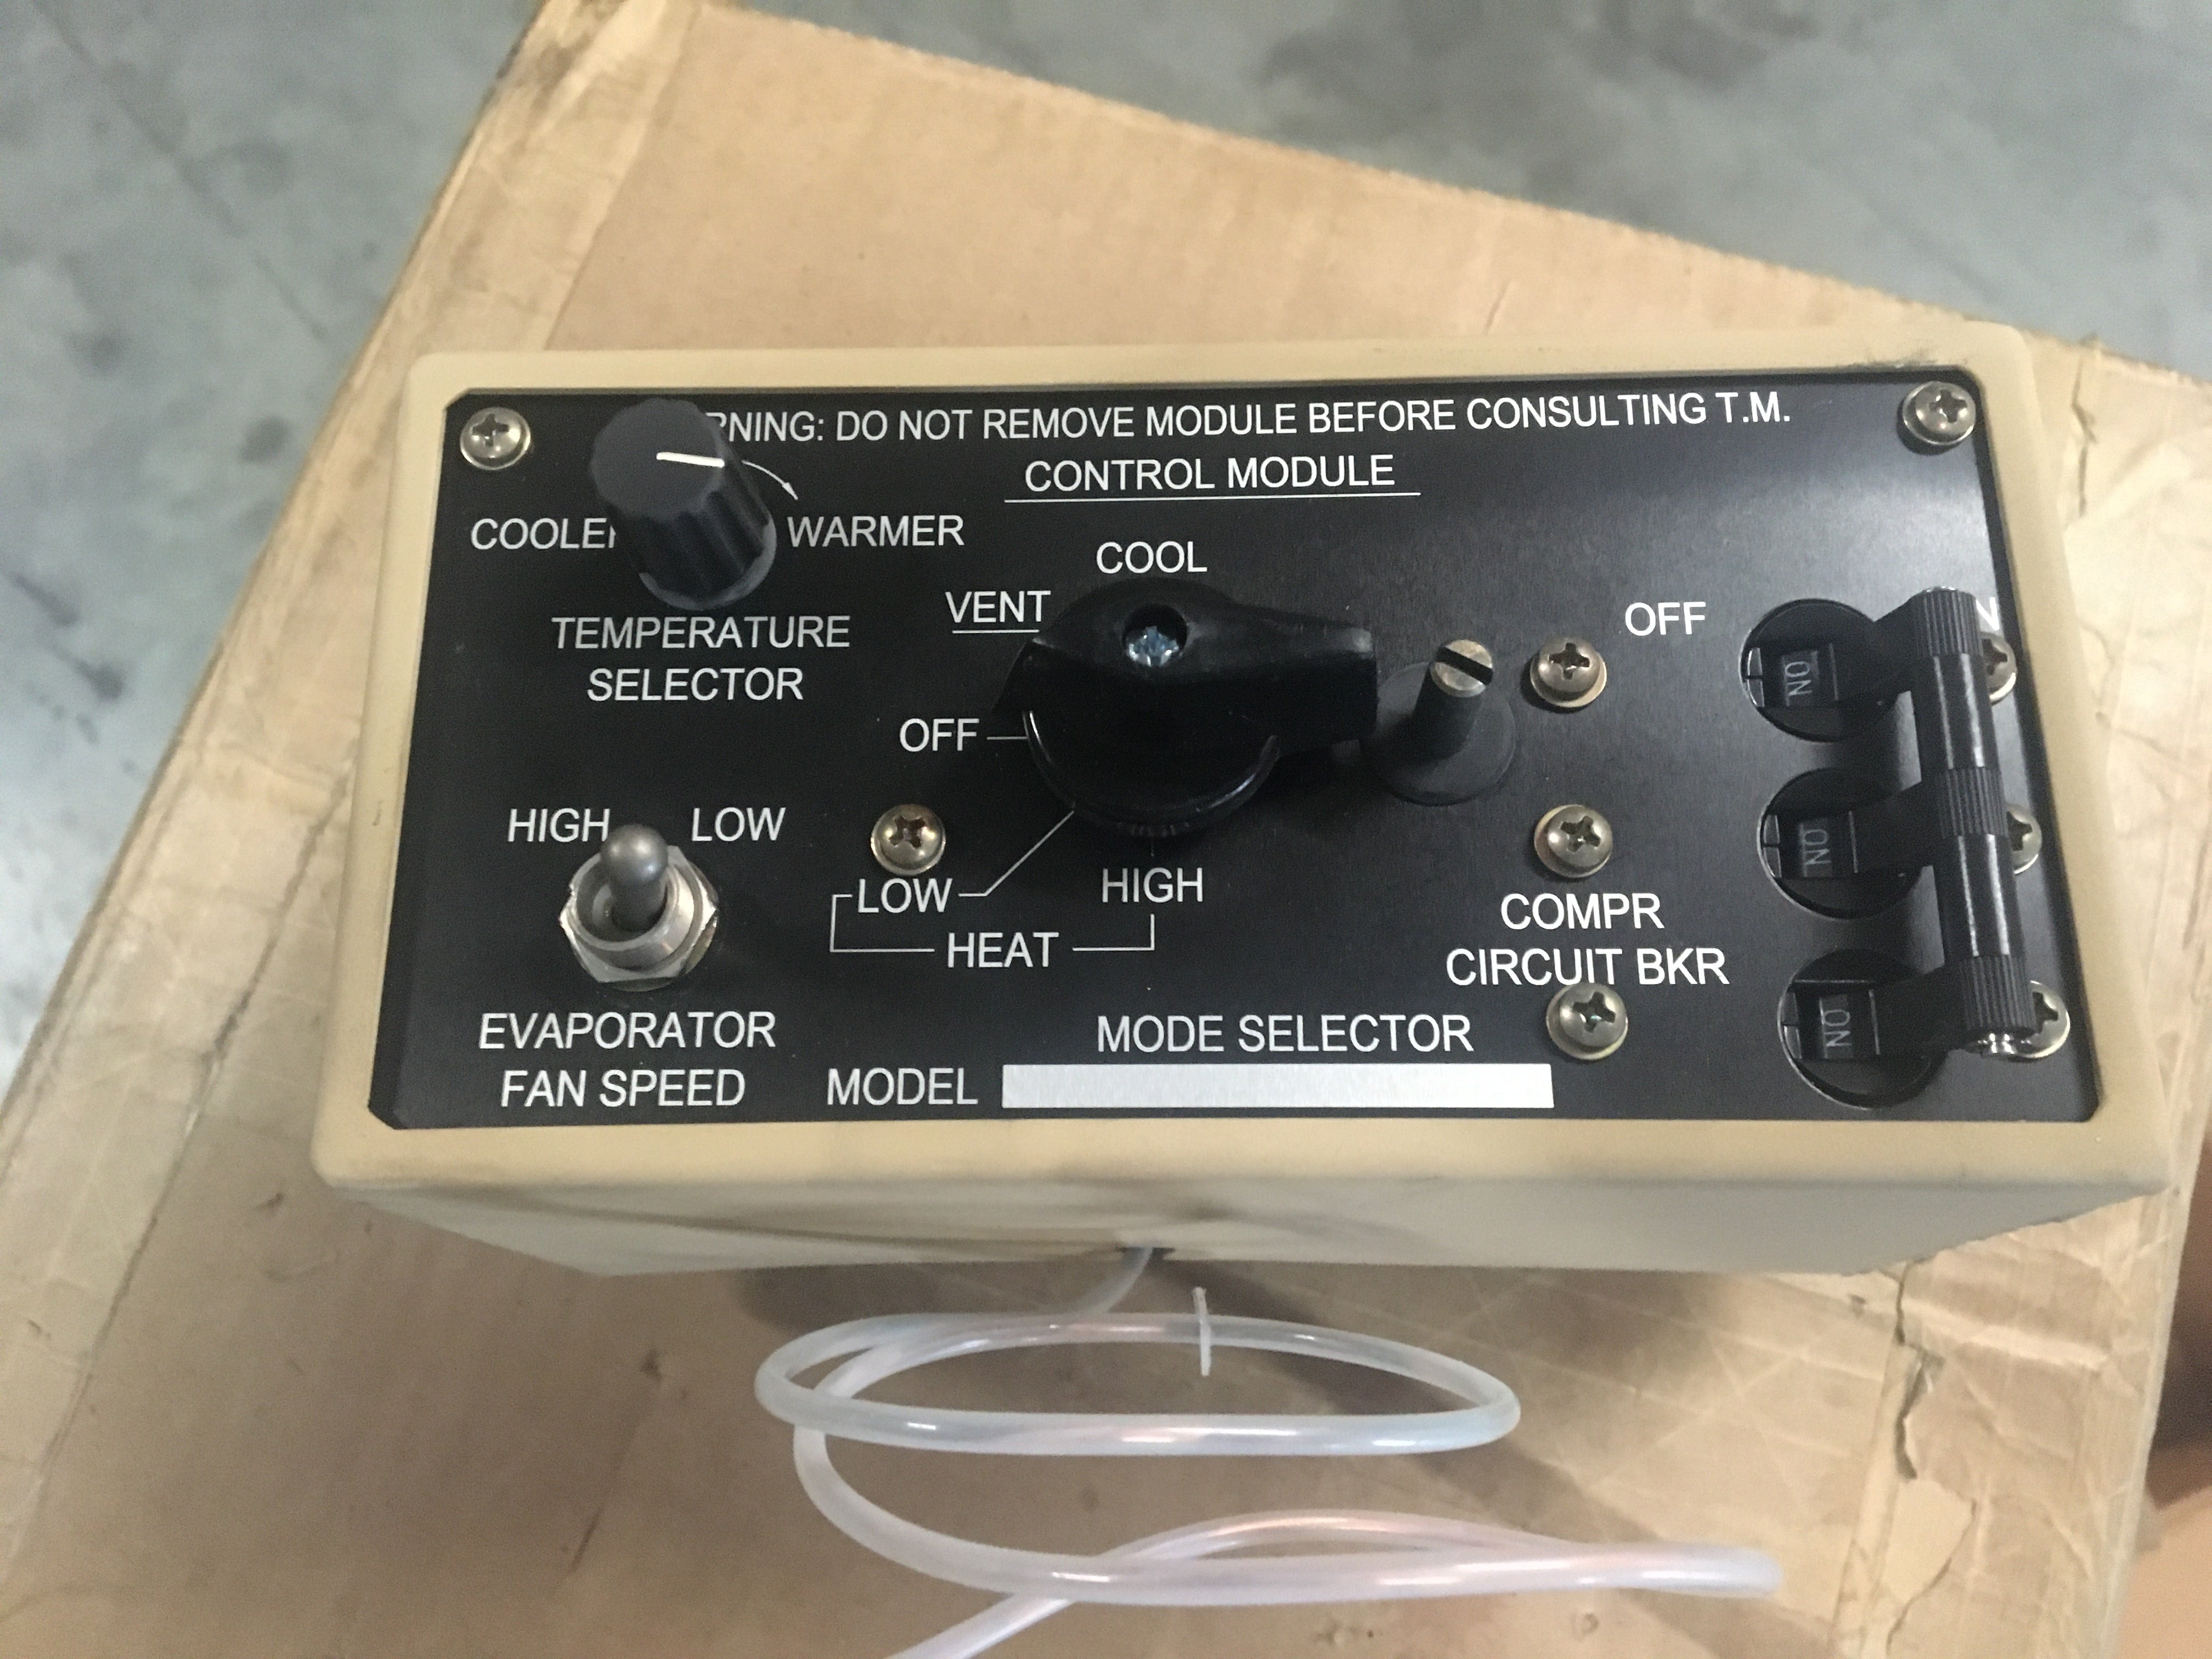 RNING: DO NOT REMOVE MODULE BEFORE CONSULTING T.M.
CONTROL MODULE
COOLER WARMER
TEMPERATURE
SELECTOR
COOL
VENT
OFF
LOW
HIGH
HEAT
MODE SELECTOR
HIGH LOW
EVAPORATOR
FAN SPEED
MODEL
OFF
ON
ON
ON
COMPR
CIRCUIT BKR